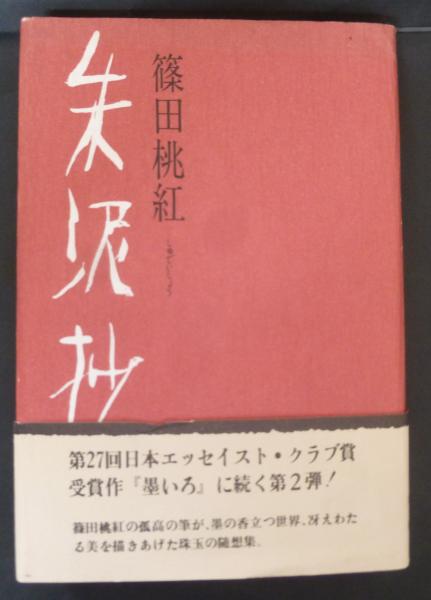 朱泥抄
篠田桃紅
しゅでいしょう
第27回日本エッセイスト・クラブ賞
受賞作『墨いろ』に続く第2弾！
篠田桃紅の孤高の筆が、墨の香立つ世界、冴えわた
る美を描きあげた珠玉の随想集。